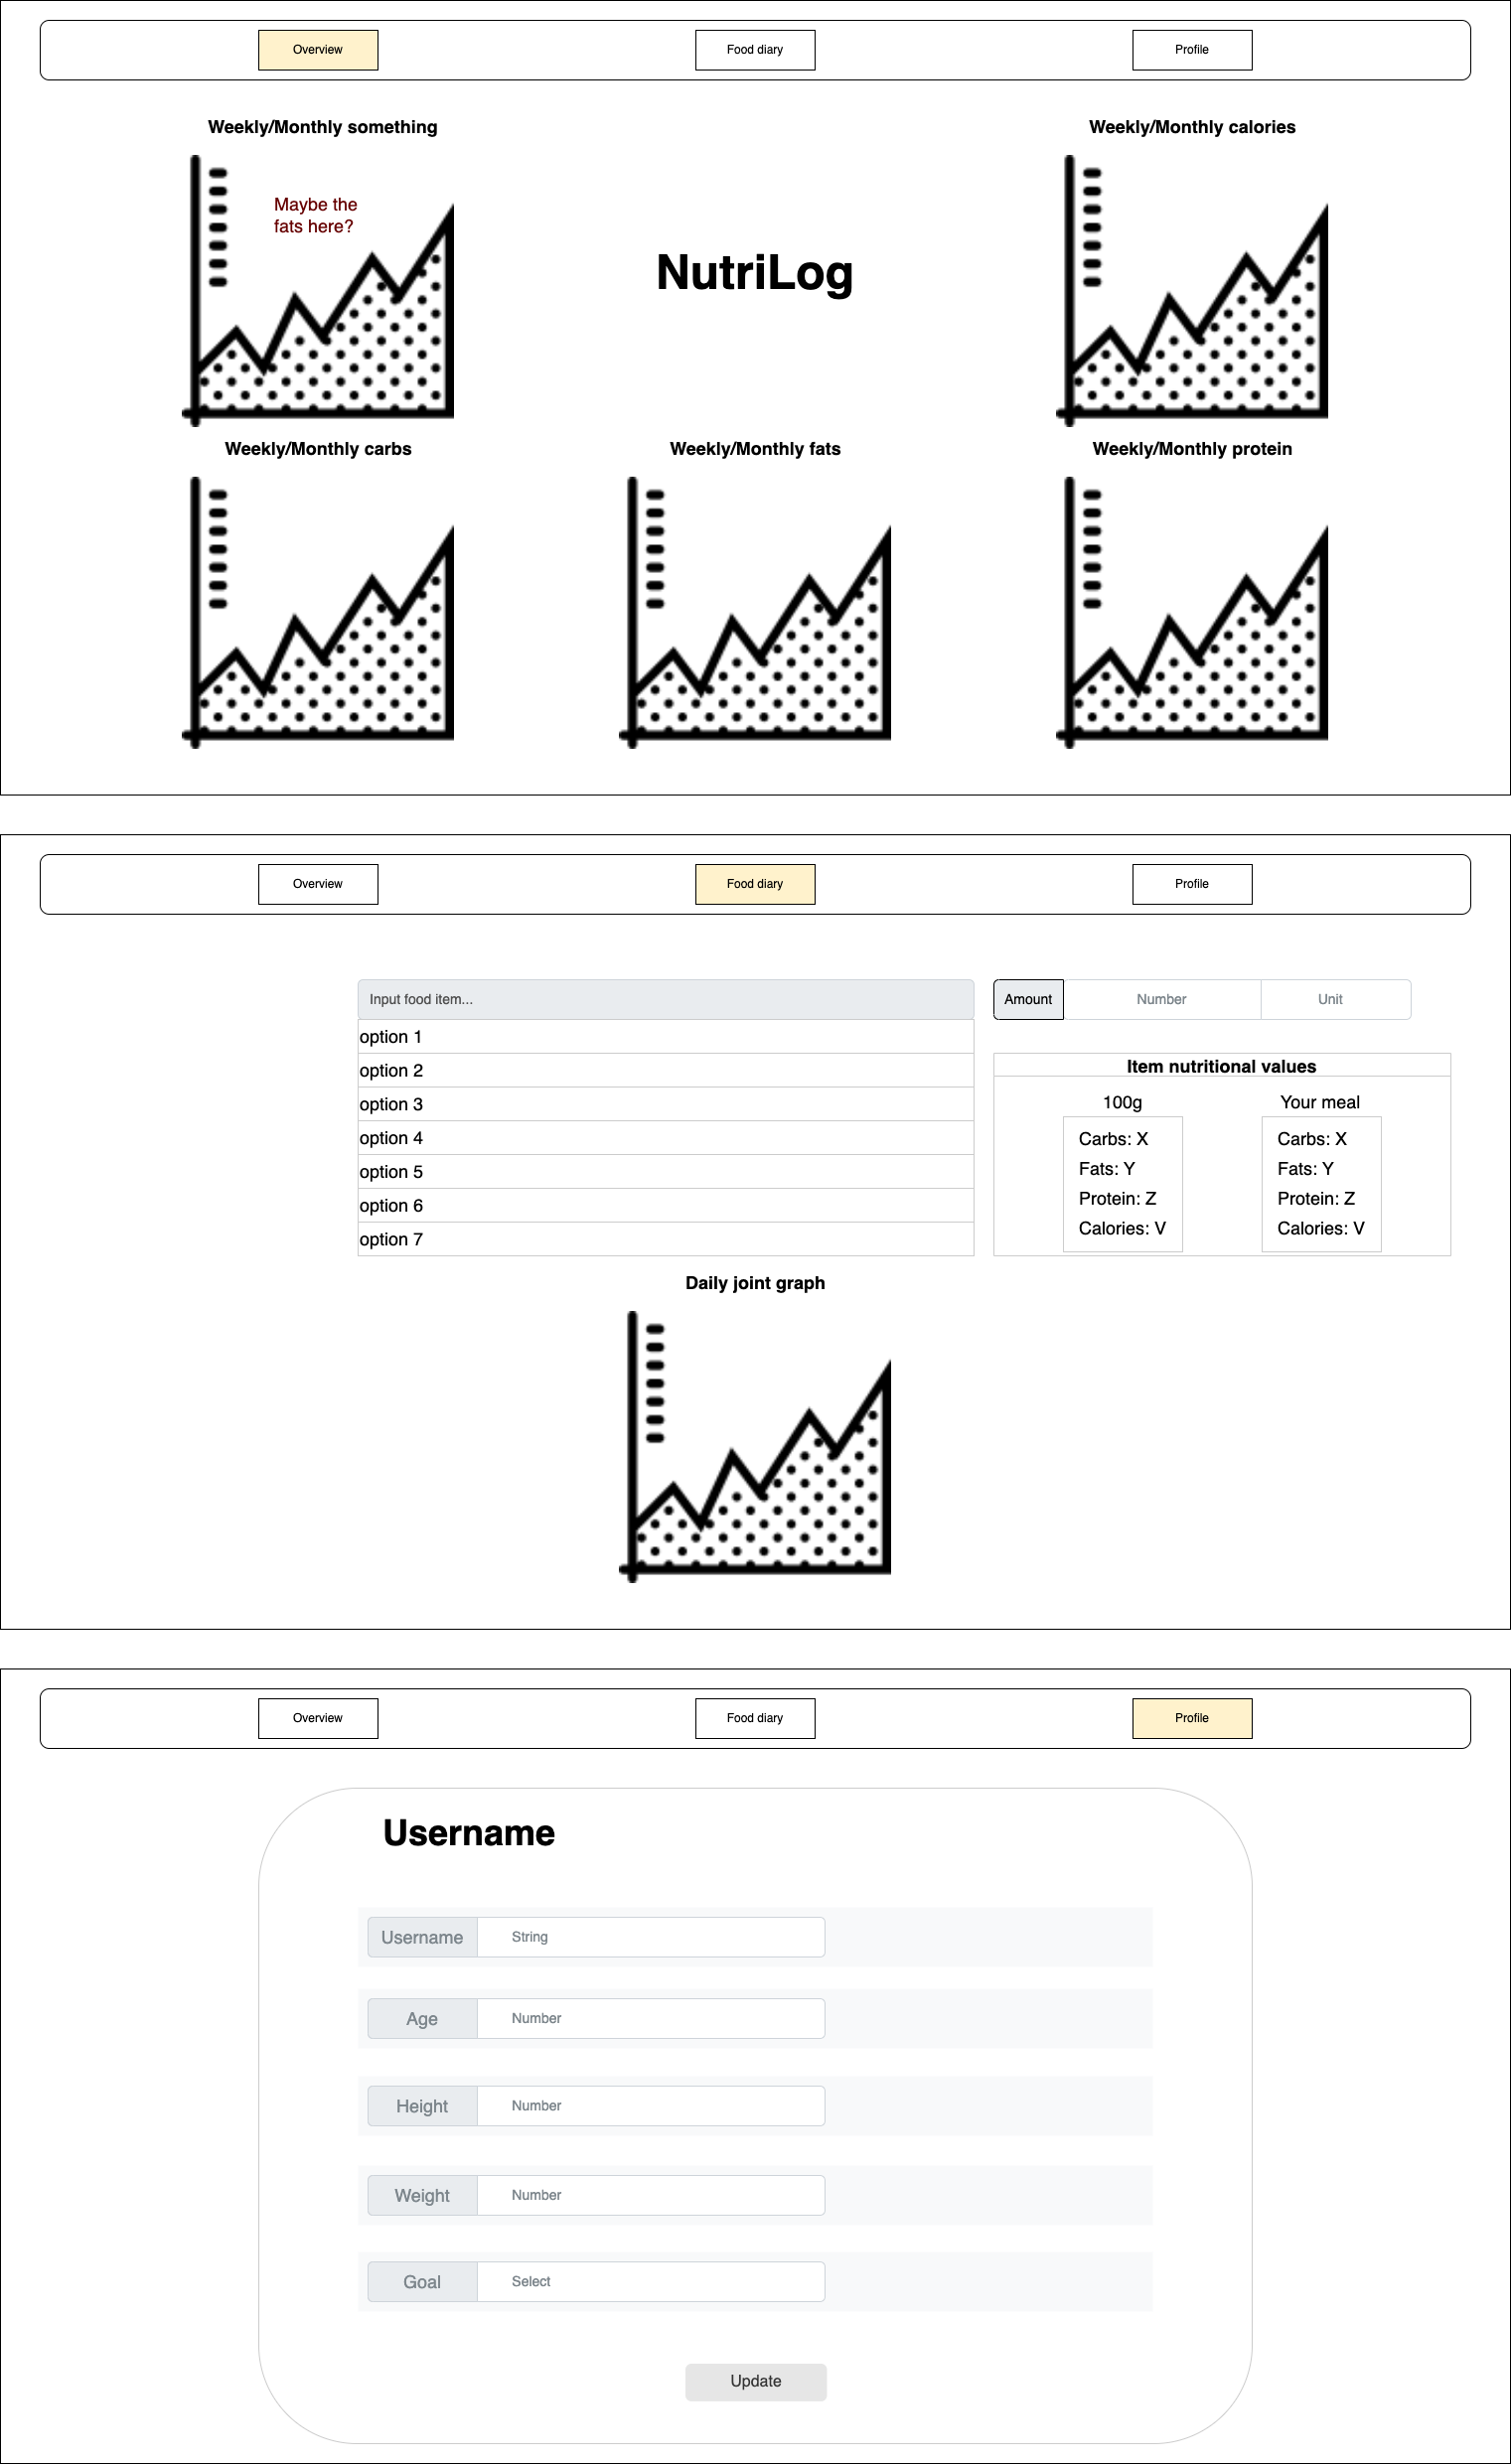 Overview
Food diary
Profile
Weekly/Monthly something
Weekly/Monthly calories
Maybe the
fats here?
NutriLog
Weekly/Monthly carbs
Weekly/Monthly fats
Weekly/Monthly protein
Overview
Food diary
Profile
Input food item...
Amount
Number
Unit
option 1
option 2
option 3
option 4
option 5
option 6
option 7
Item nutritional values
100g
Your meal
Carbs: X
Carbs: X
Fats: Y
Fats: Y
Protein: Z
Protein: Z
Calories: V
Calories: V
Daily joint graph
Overview
Food diary
Profile
Username
Username
String
Age
Number
Height
Number
Weight
Number
Goal
Select
Update